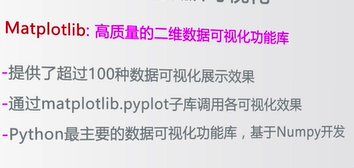 Matplotlib: 高质量的二维数据可视化功能库
-提供了超过100种数据可视化展示效果
-通过matplotlib.pyplot子库调用各可视化效果
-Python最主要的数据可视化功能库，基于Numpy开发